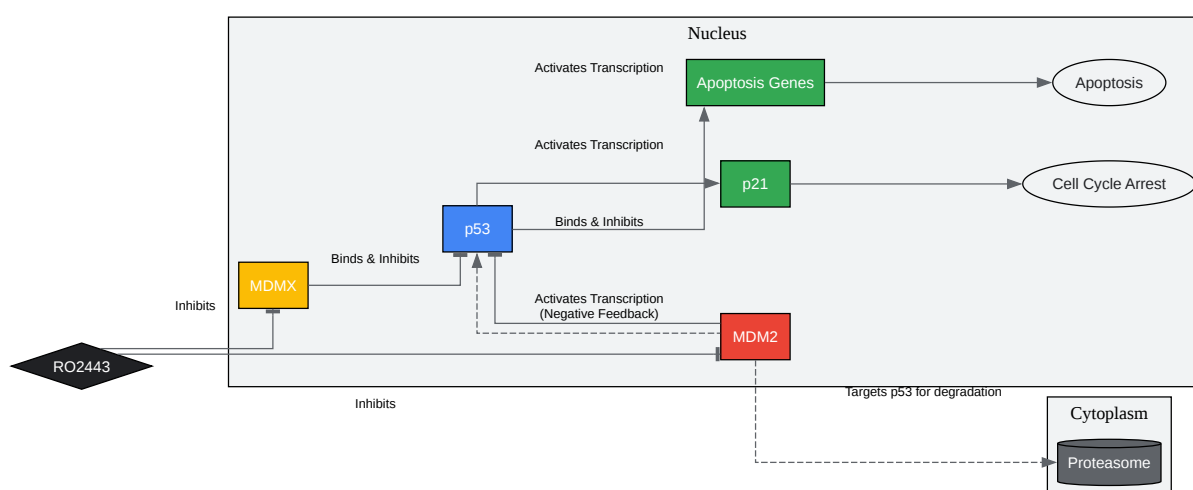 Nucleus
Activates Transcription
Apoptosis Genes
Apoptosis
Activates Transcription
p21
Cell Cycle Arrest
p53
Binds & Inhibits
Binds & Inhibits
MDMX
Inhibits
Activates Transcription
(Negative Feedback)
MDM2
RO2443
Targets p53 for degradation
Inhibits
Cytoplasm
Proteasome